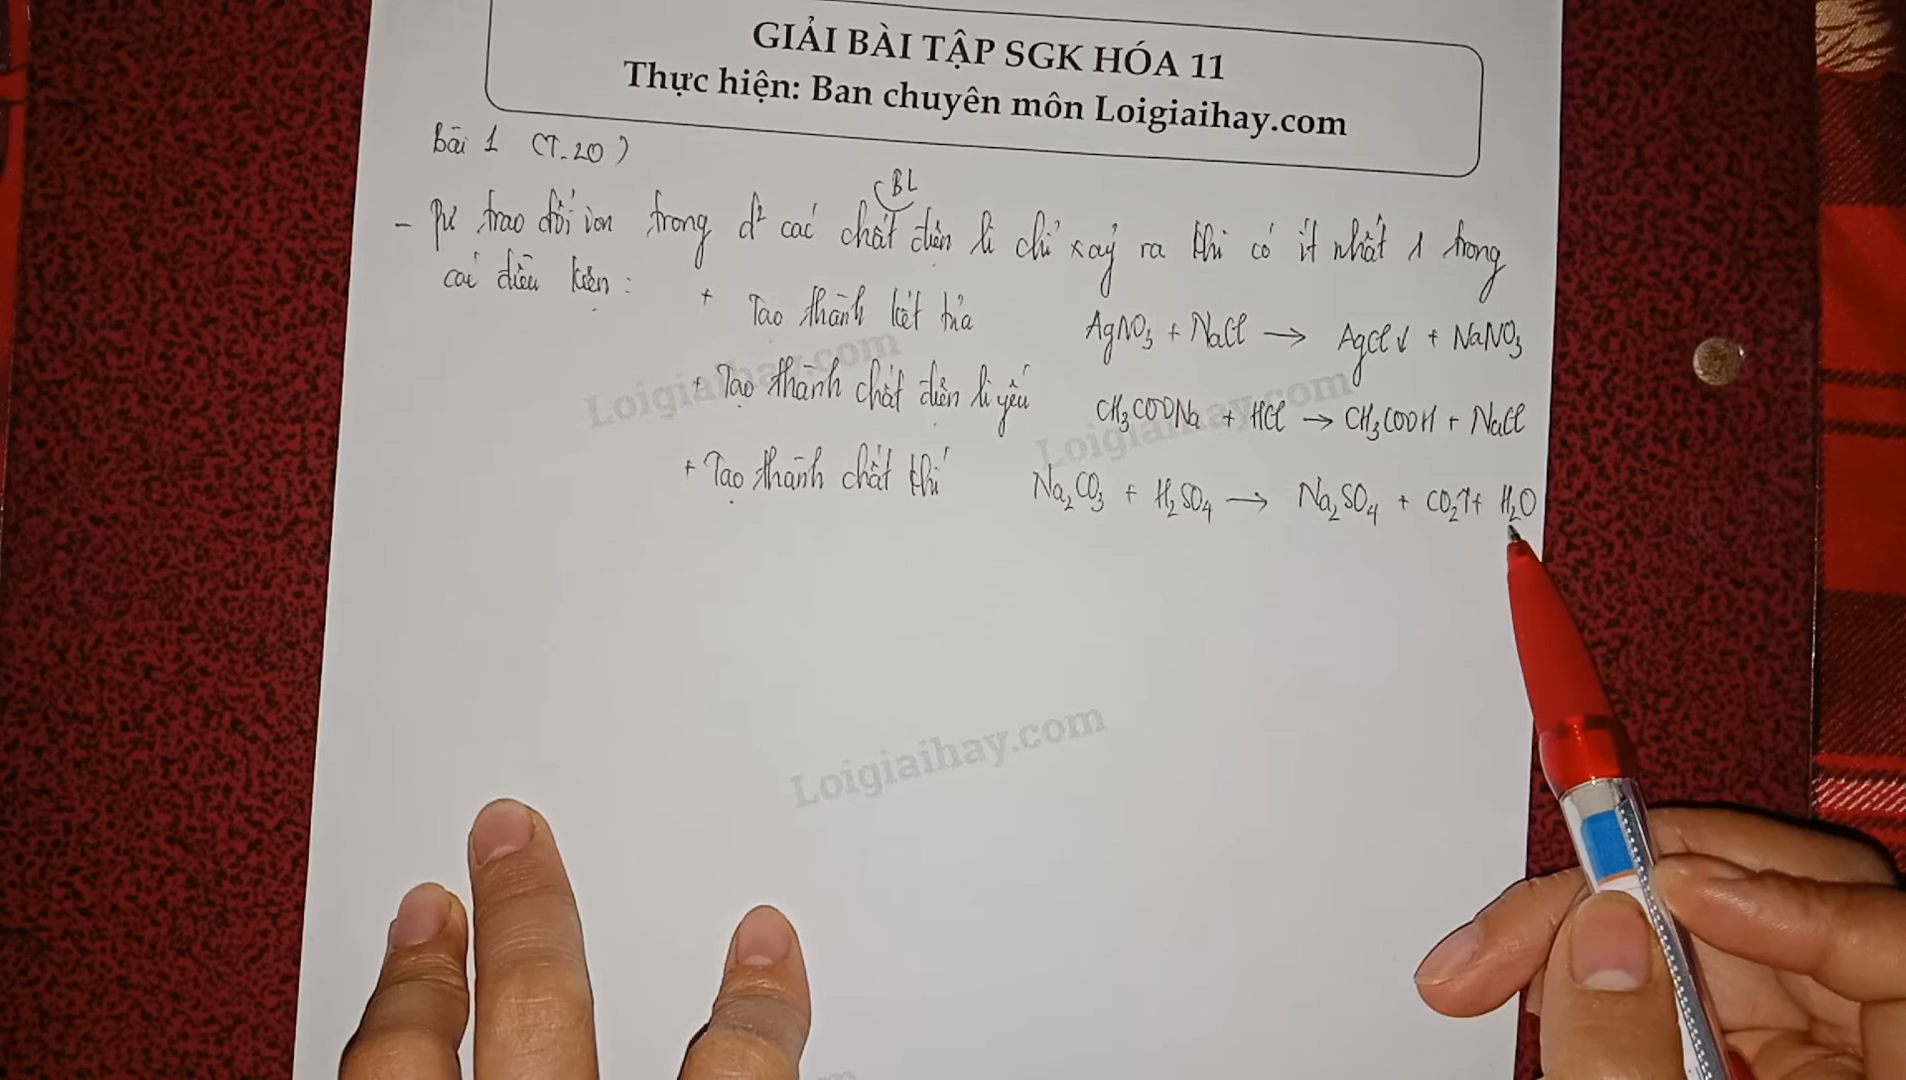 GIẢI BÀI TẬP SGK HÓA 11
Thực hiện: Ban chuyên môn Loigiaihay.com
Bài 1 (T.20)
BL
- Pư trao đổi ion trong d² các chất điện li chỉ xảy ra khi có ít nhất 1 trong
các điều kiện :
+ Tạo thành kết tủa AgNO₃ + NaCl → AgCl↓ + NaNO₃
+ Tạo thành chất điện li yếu CH₃COONa + HCl → CH₃COOH + NaCl
+ Tạo thành chất khí Na₂CO₃ + H₂SO₄ → Na₂SO₄ + CO₂↑ + H₂O
Loigiaihay.com
Loigiaihay.com
Loigiaihay.com